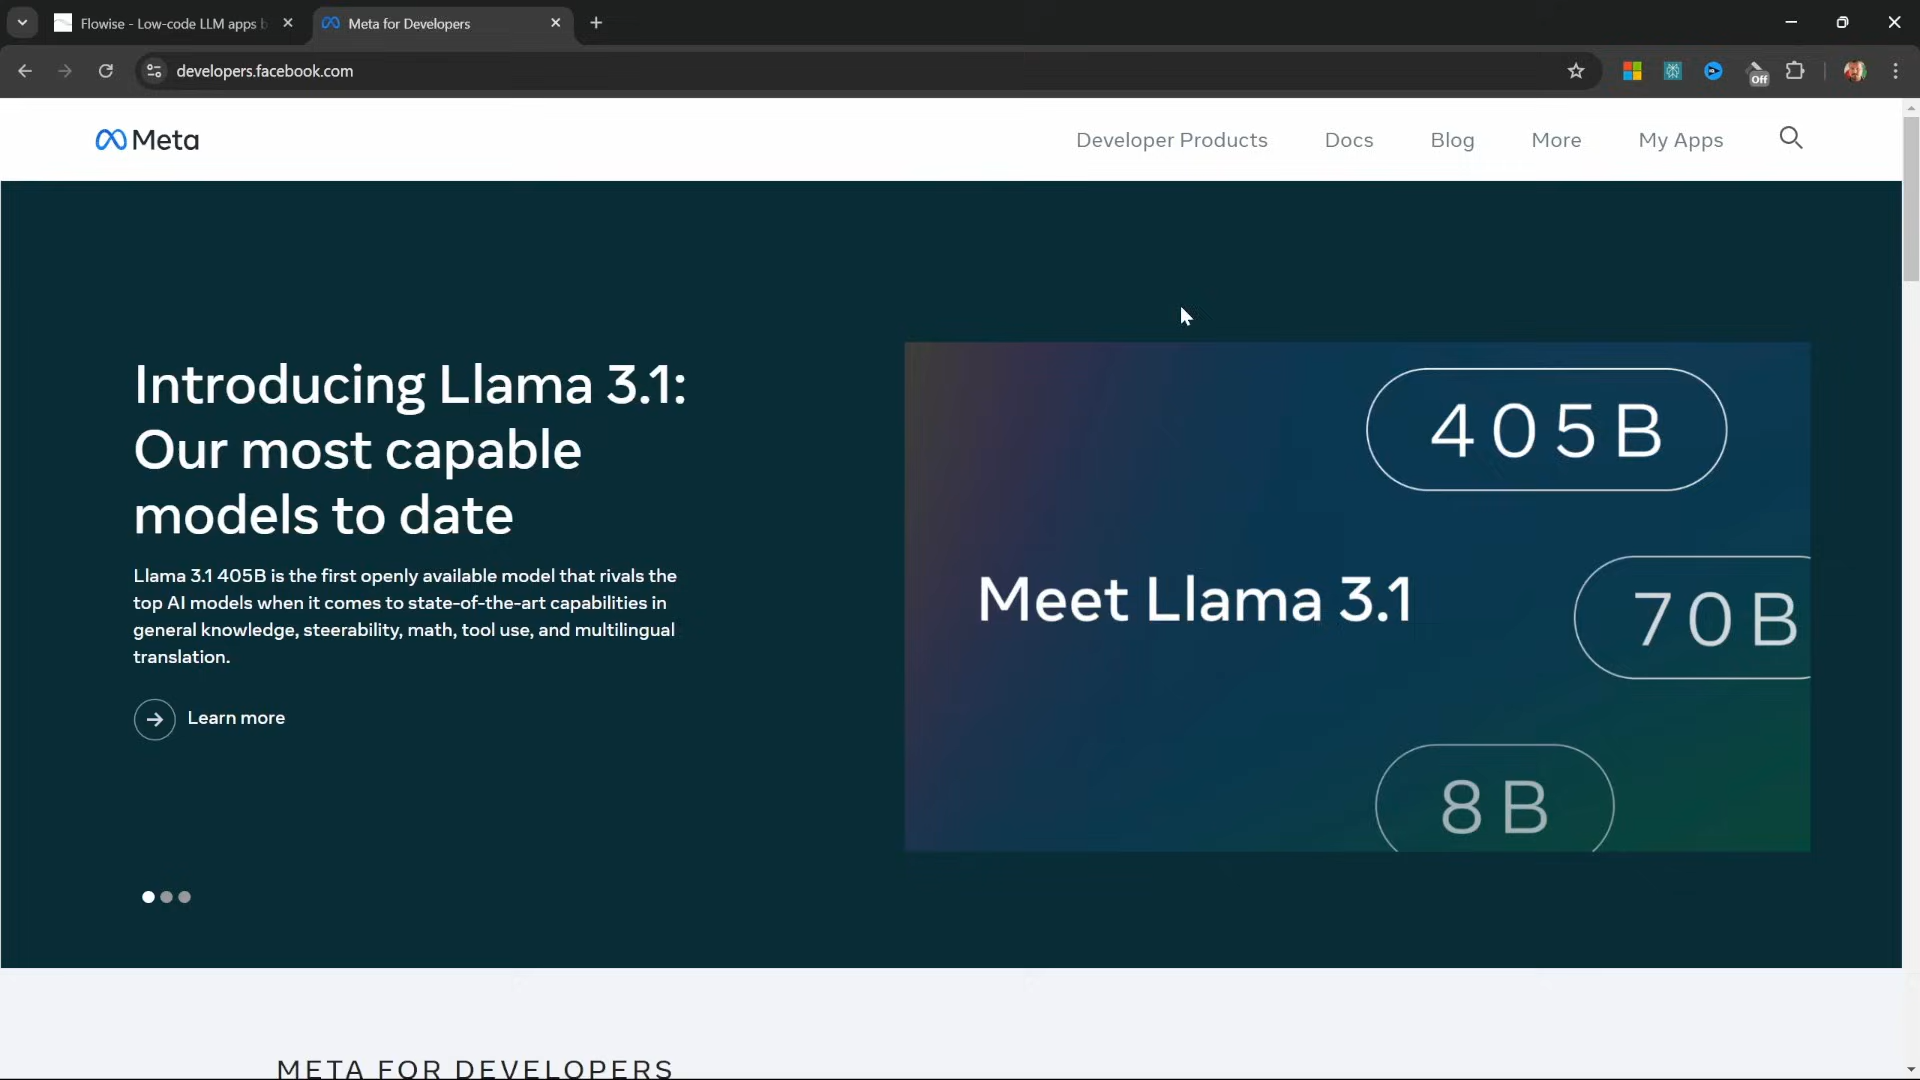 Flowise - Low-code LLM apps b
Meta for Developers
developers.facebook.com
Off
Meta
Developer Products
Docs
Blog
More
My Apps
Introducing Llama 3.1:
Our most capable
models to date
Llama 3.1 405B is the first openly available model that rivals the
top AI models when it comes to state-of-the-art capabilities in
general knowledge, steerability, math, tool use, and multilingual
translation.
Learn more
405B
Meet Llama 3.1
70B
8B
META FOR DEVELOPERS